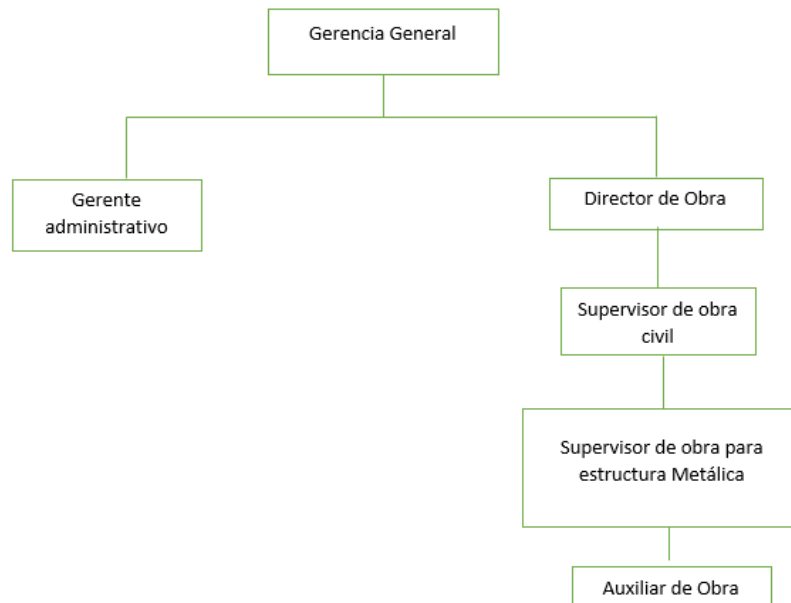 Gerencia General
Gerente
administrativo
Director de Obra
Supervisor de obra
civil
Supervisor de obra para
estructura Metálica
Auxiliar de Obra